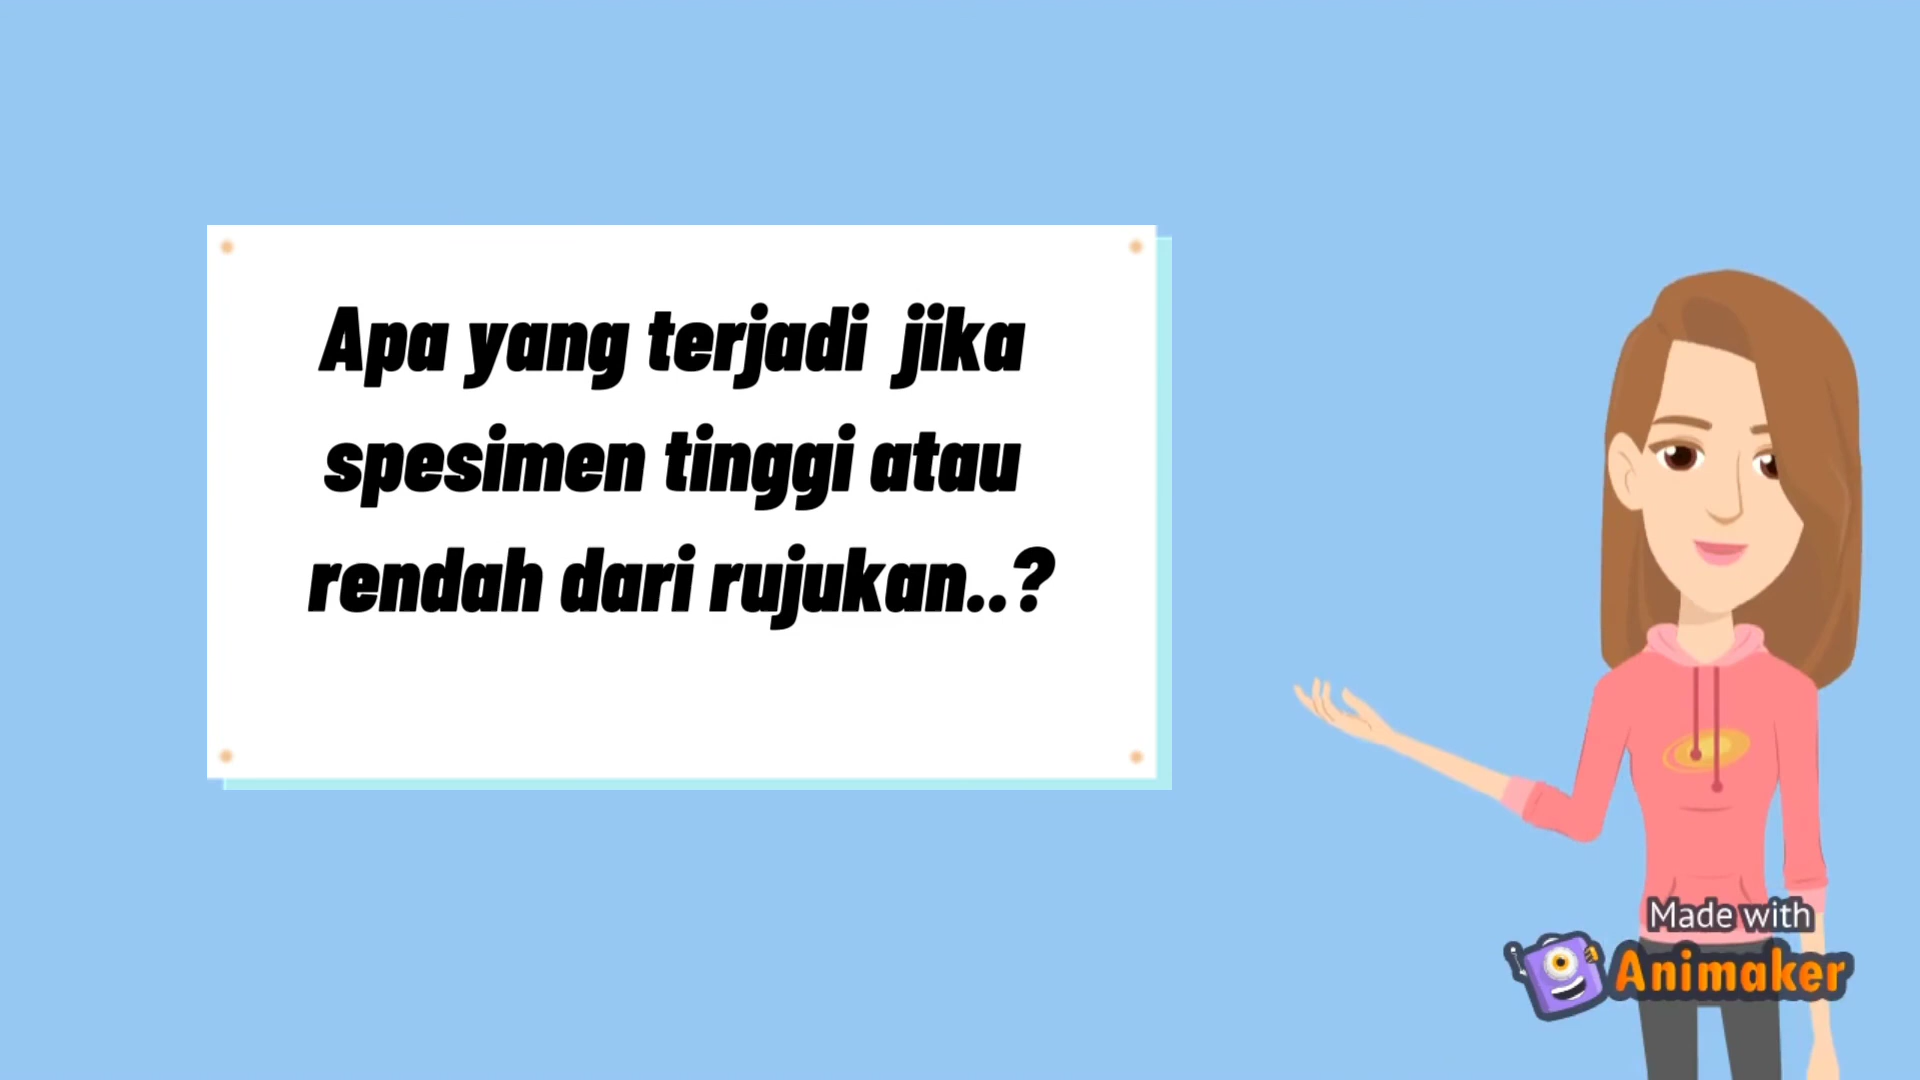 Apa yang terjadi jika
spesimen tinggi atau
rendah dari rujukan..?
Made with
Animaker